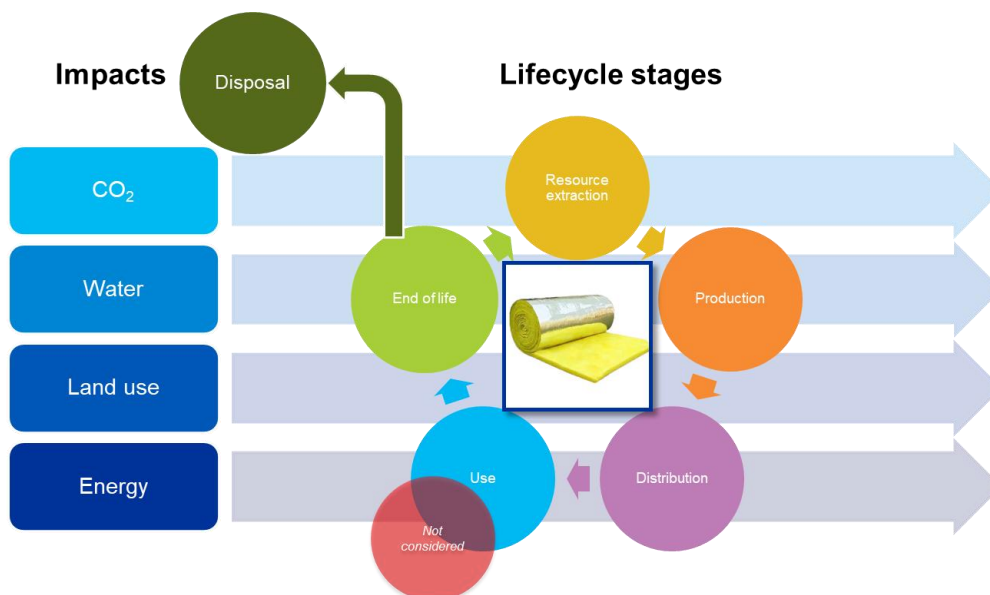 Impacts
Disposal
Lifecycle stages
CO₂
Resource
extraction
Water
End of life
Production
Land use
Energy
Use
Distribution
Not
considered